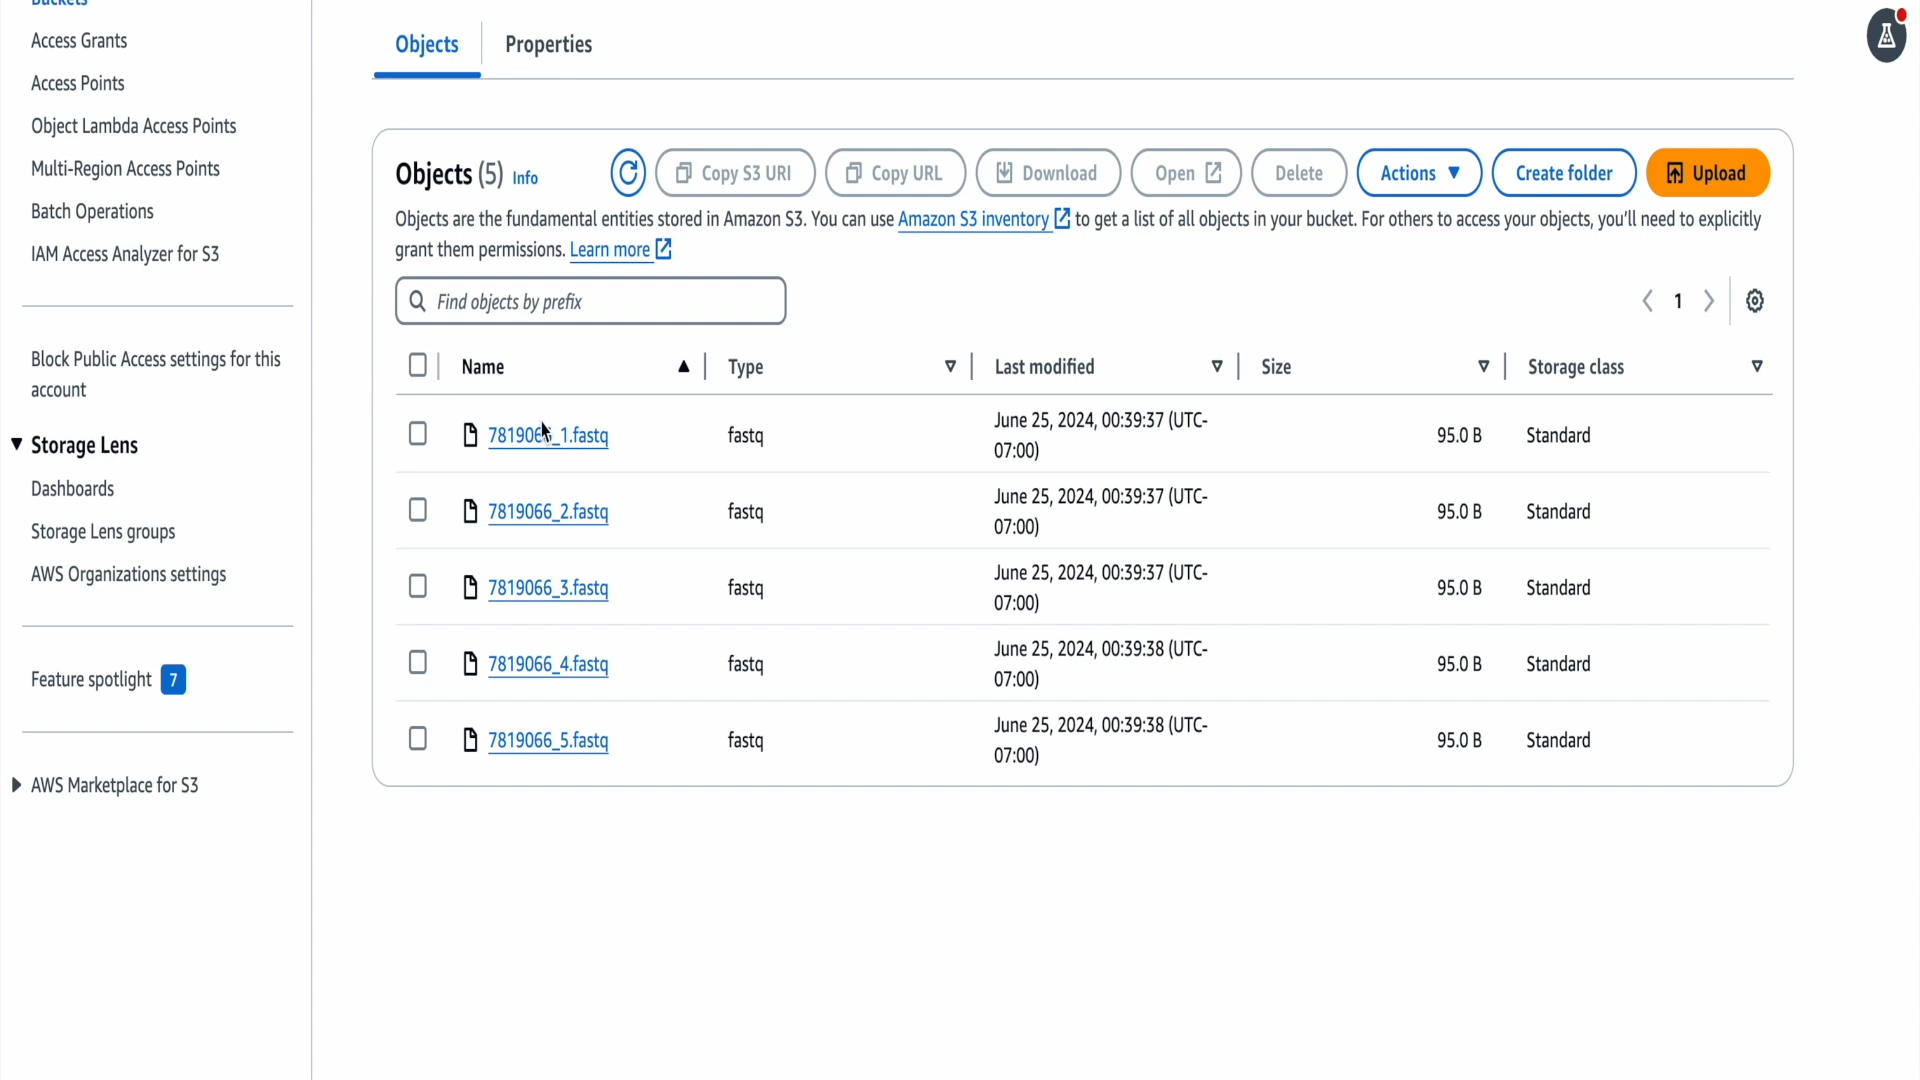 Buckets
Access Grants
Access Points
Object Lambda Access Points
Multi-Region Access Points
Batch Operations
IAM Access Analyzer for S3
Block Public Access settings for this
account
Storage Lens
Dashboards
Storage Lens groups
AWS Organizations settings
Feature spotlight 7
AWS Marketplace for S3
Objects Properties
Objects (5) Info Copy S3 URI Copy URL Download Open Delete Actions Create folder Upload
Objects are the fundamental entities stored in Amazon S3. You can use Amazon S3 inventory to get a list of all objects in your bucket. For others to access your objects, you'll need to explicitly
grant them permissions. Learn more
Find objects by prefix 1
Name Type Last modified Size Storage class
7819066_1.fastq fastq June 25, 2024, 00:39:37 (UTC- 95.0 B Standard
07:00)
7819066_2.fastq fastq June 25, 2024, 00:39:37 (UTC- 95.0 B Standard
07:00)
7819066_3.fastq fastq June 25, 2024, 00:39:37 (UTC- 95.0 B Standard
07:00)
7819066_4.fastq fastq June 25, 2024, 00:39:38 (UTC- 95.0 B Standard
07:00)
7819066_5.fastq fastq June 25, 2024, 00:39:38 (UTC- 95.0 B Standard
07:00)